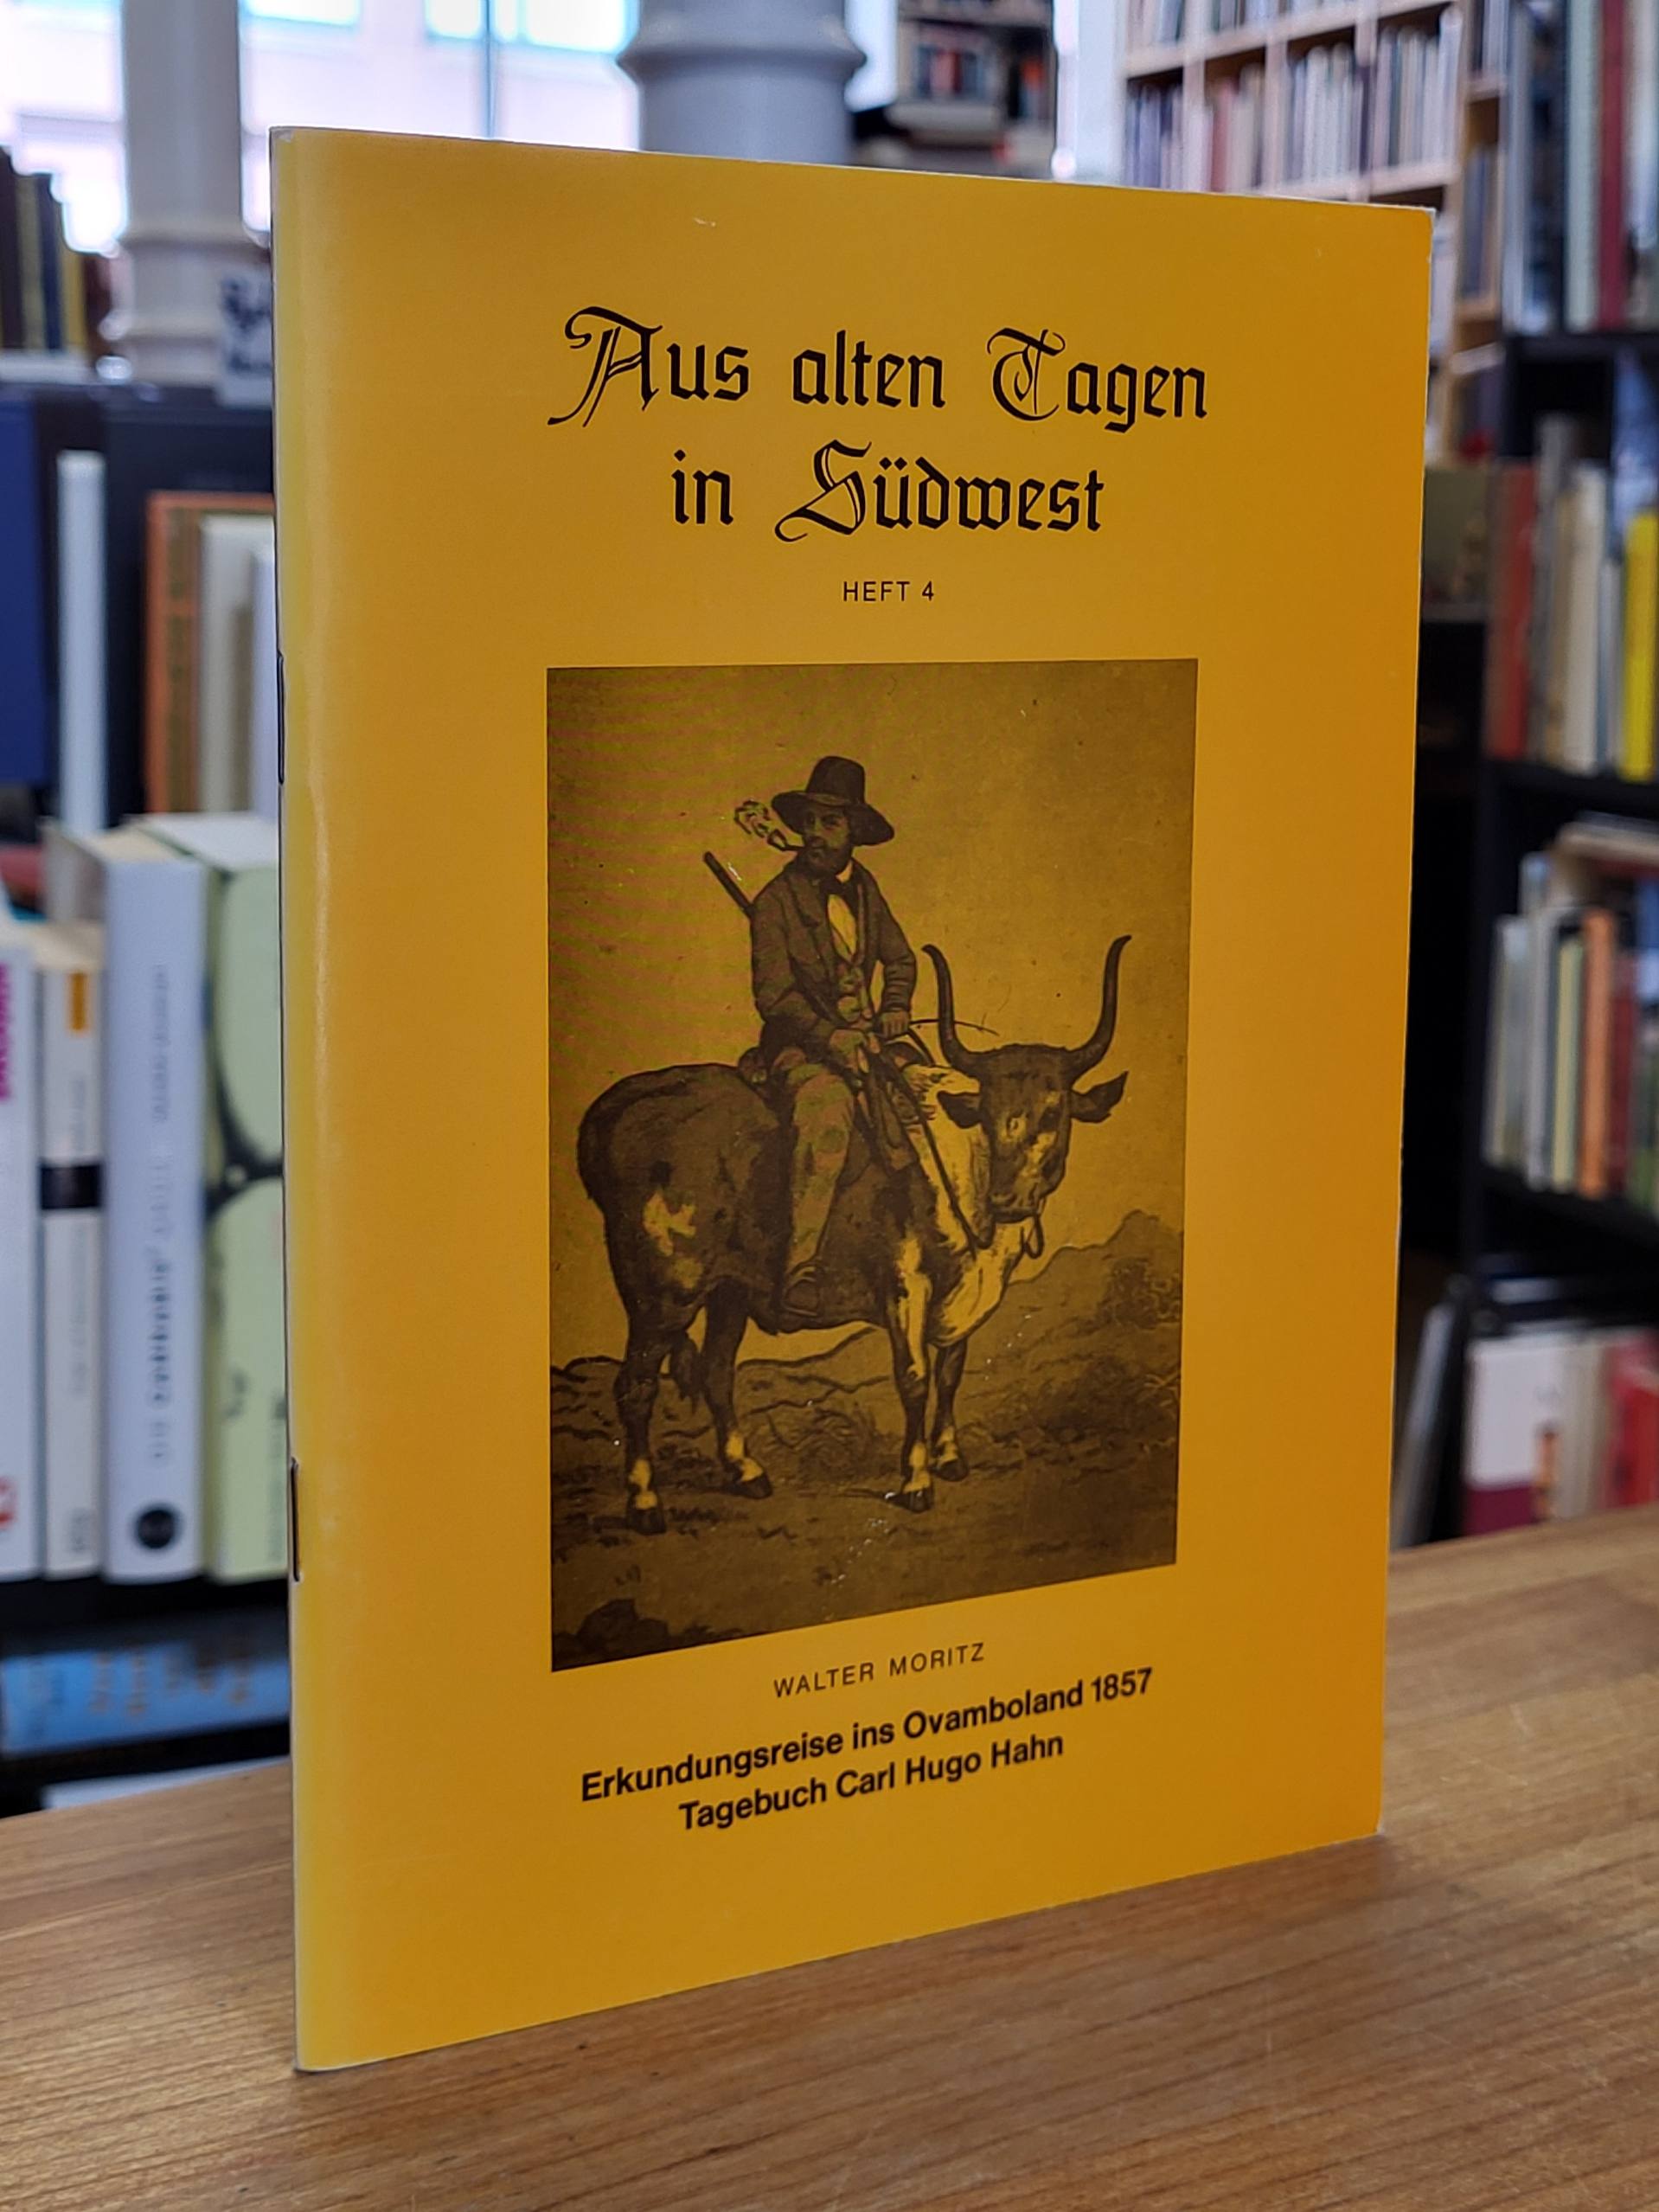 Aus alten Tagen
in Südwest
HEFT 4
WALTER MORITZ
Erkundungsreise ins Ovamboland 1857
Tagebuch Carl Hugo Hahn